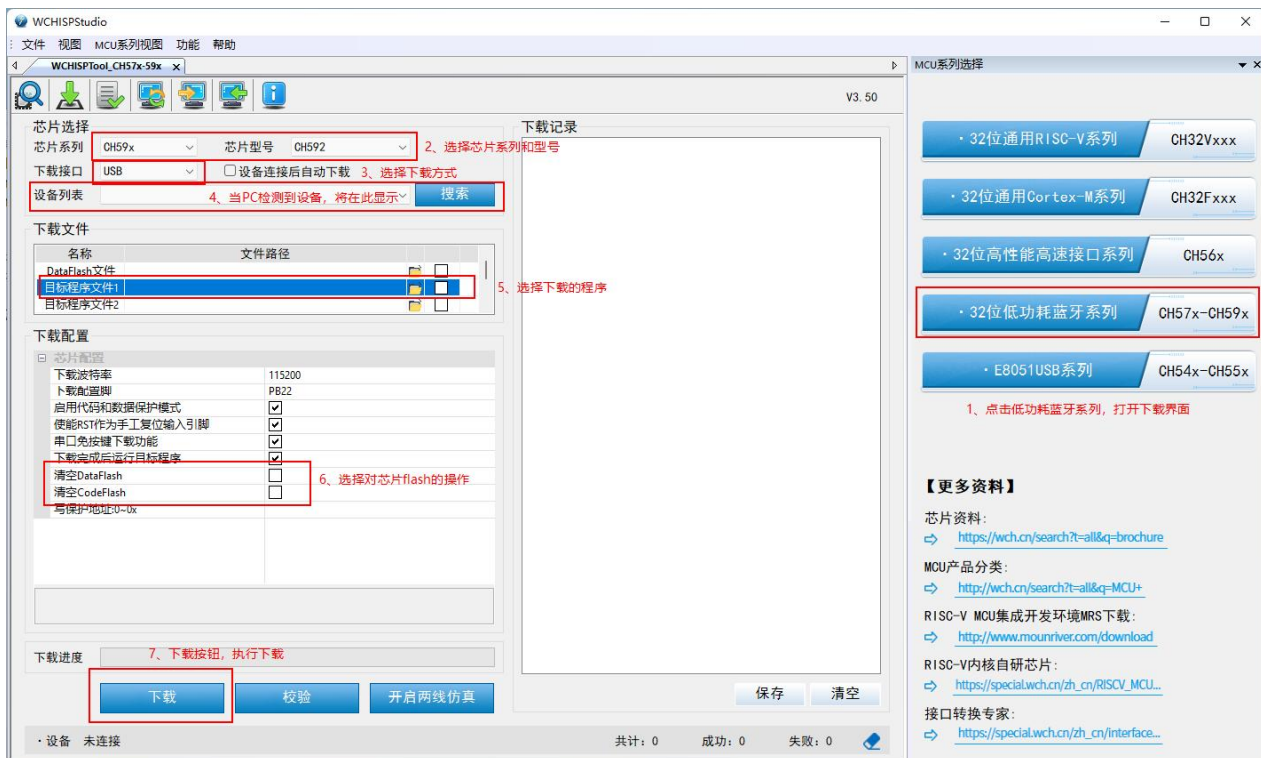 WCHISPStudio
文件 视图 MCU系列视图 功能 帮助
WCHISPTool_CH57x-59x x
V3.50
芯片选择
芯片系列 CH59x 芯片型号 CH592 2、选择芯片系列和型号
下载接口 USB 设备连接后自动下载 3、选择下载方式
设备列表 4、当PC检测到设备，将在此显示 搜索
下载文件
名称 文件路径
DataFlash文件
目标程序文件1 5、选择下载的程序
目标程序文件2
下载配置
芯片配置
下载波特率 115200
下载配置脚 PB22
启用代码和数据保护模式
使能RST作为手工复位输入引脚
串口免按键下载功能
下载完成后运行目标程序
清空DataFlash
清空CodeFlash
6、选择对芯片flash的操作
写保护地址:0~0x
下载进度 7、下载按钮，执行下载
下载 校验 开启两线仿真
·设备 未连接
下载记录
保存 清空
共计: 0 成功: 0 失败: 0
MCU系列选择
·32位通用RISC-V系列 CH32Vxxx
·32位通用Cortex-M系列 CH32Fxxx
·32位高性能高速接口系列 CH56x
·32位低功耗蓝牙系列 CH57x-CH59x
·E8051USB系列 CH54x-CH55x
1、点击低功耗蓝牙系列，打开下载界面
【更多资料】
芯片资料:
https://wch.cn/search?t=all&q=brochure
MCU产品分类:
http://wch.cn/search?t=all&q=MCU+
RISC-V MCU集成开发环境MRS下载:
http://www.mounriver.com/download
RISC-V内核自研芯片:
https://special.wch.cn/zh_cn/RISCV_MCU...
接口转换专家:
https://special.wch.cn/zh_cn/interface...